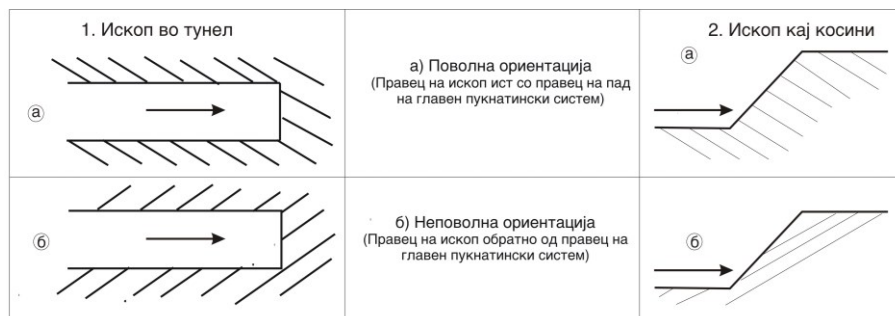 1. Ископ во тунел
2. Ископ кај косини
а
а) Поволна ориентација
(Правец на ископ ист со правец на пад
на главен пукнатински систем)
а
б
б) Неповолна ориентација
(Правец на ископ обратно од правец на
главен пукнатински систем)
б